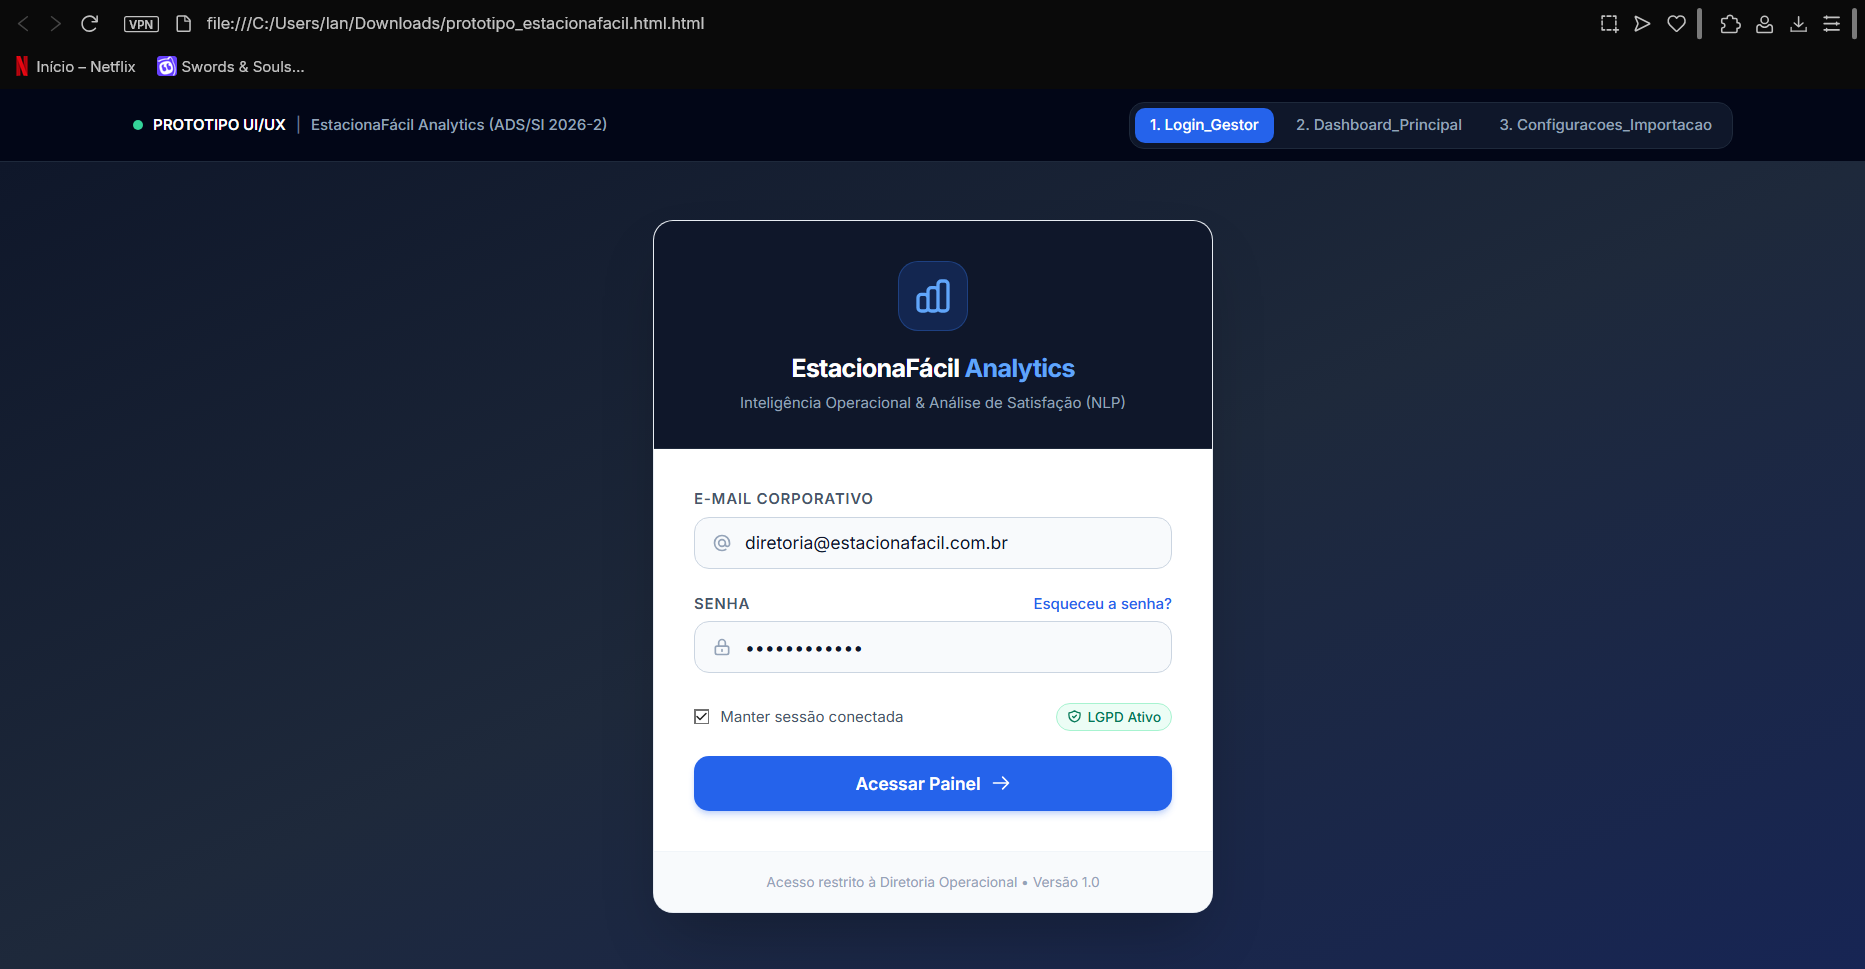 VPN
file:///C:/Users/Ian/Downloads/prototipo_estacionafacil.html.html
Início – Netflix
Swords & Souls...
PROTOTIPO UI/UX | EstacionaFácil Analytics (ADS/SI 2026-2)
1. Login_Gestor
2. Dashboard_Principal
3. Configuracoes_Importacao
EstacionaFácil Analytics
Inteligência Operacional & Análise de Satisfação (NLP)
E-MAIL CORPORATIVO
diretoria@estacionafacil.com.br
SENHA
Esqueceu a senha?
••••••••••••
Manter sessão conectada
LGPD Ativo
Acessar Painel →
Acesso restrito à Diretoria Operacional • Versão 1.0